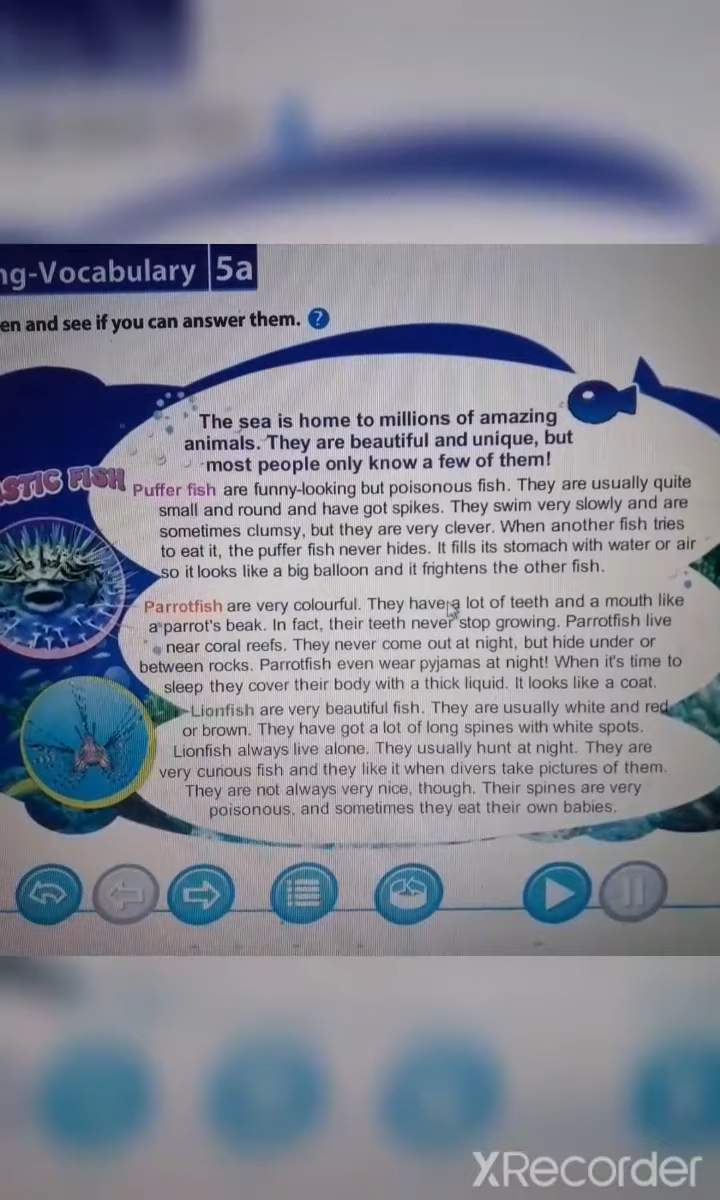 ng-Vocabulary 5a
en and see if you can answer them. ?
The sea is home to millions of amazing
animals. They are beautiful and unique, but
most people only know a few of them!
STIC FISH
Puffer fish are funny-looking but poisonous fish. They are usually quite
small and round and have got spikes. They swim very slowly and are
sometimes clumsy, but they are very clever. When another fish tries
to eat it, the puffer fish never hides. It fills its stomach with water or air
so it looks like a big balloon and it frightens the other fish.
Parrotfish are very colourful. They have a lot of teeth and a mouth like
a parrot's beak. In fact, their teeth never stop growing. Parrotfish live
near coral reefs. They never come out at night, but hide under or
between rocks. Parrotfish even wear pyjamas at night! When it's time to
sleep they cover their body with a thick liquid. It looks like a coat.
Lionfish are very beautiful fish. They are usually white and red
or brown. They have got a lot of long spines with white spots.
Lionfish always live alone. They usually hunt at night. They are
very curious fish and they like it when divers take pictures of them.
They are not always very nice, though. Their spines are very
poisonous, and sometimes they eat their own babies.
XRecorder